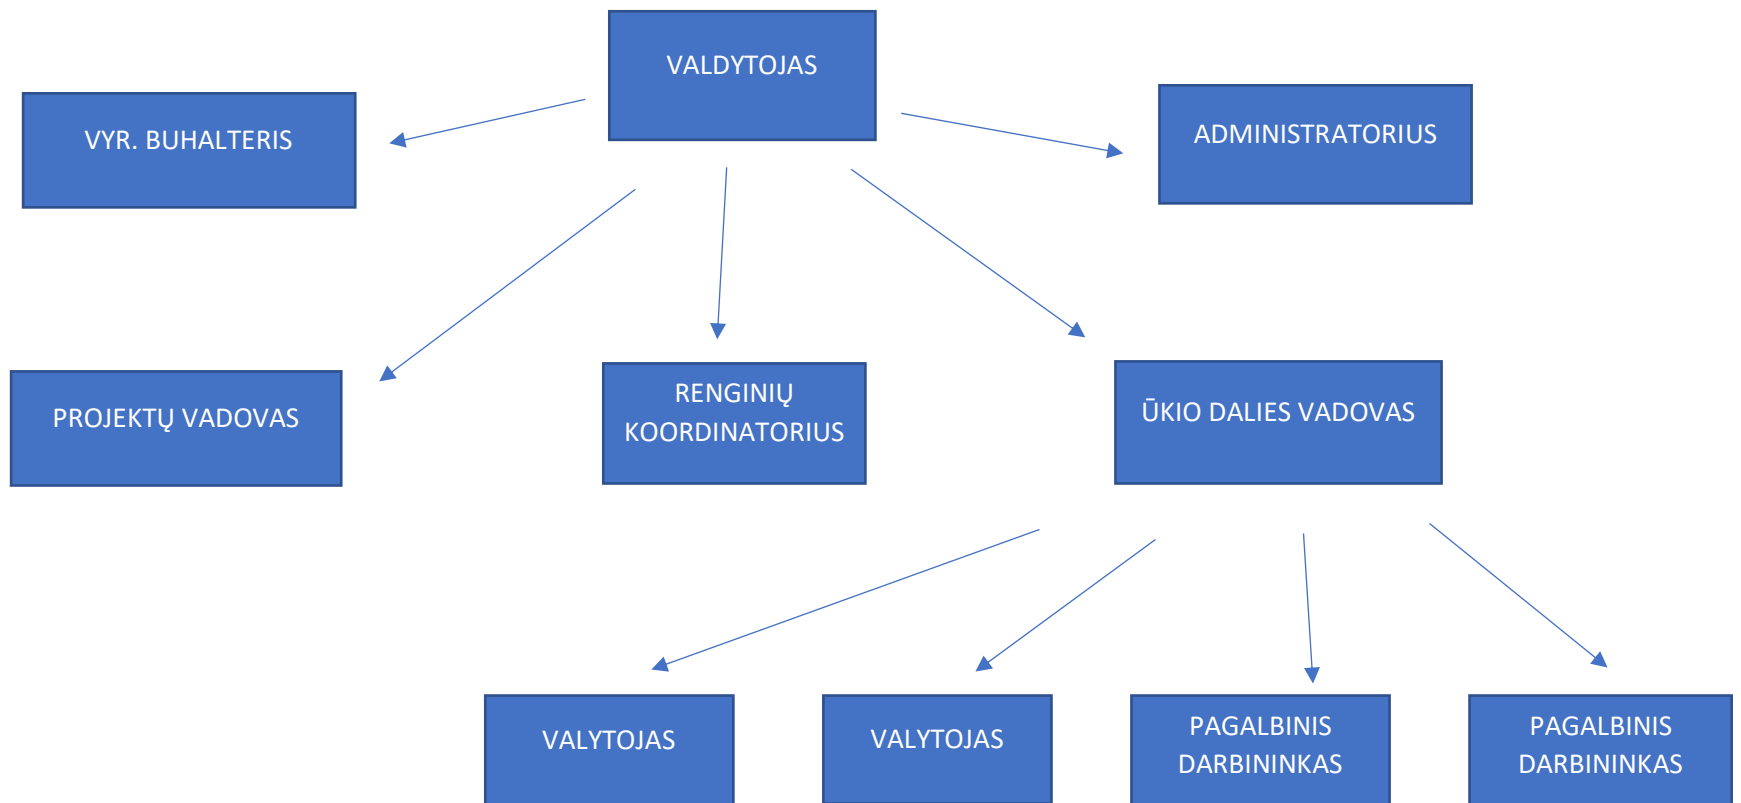 VALDYTOJAS
VYR. BUHALTERIS
ADMINISTRATORIUS
PROJEKTŲ VADOVAS
RENGINIŲ
KOORDINATORIUS
ŪKIO DALIES VADOVAS
VALYTOJAS
VALYTOJAS
PAGALBINIS
DARBININKAS
PAGALBINIS
DARBININKAS